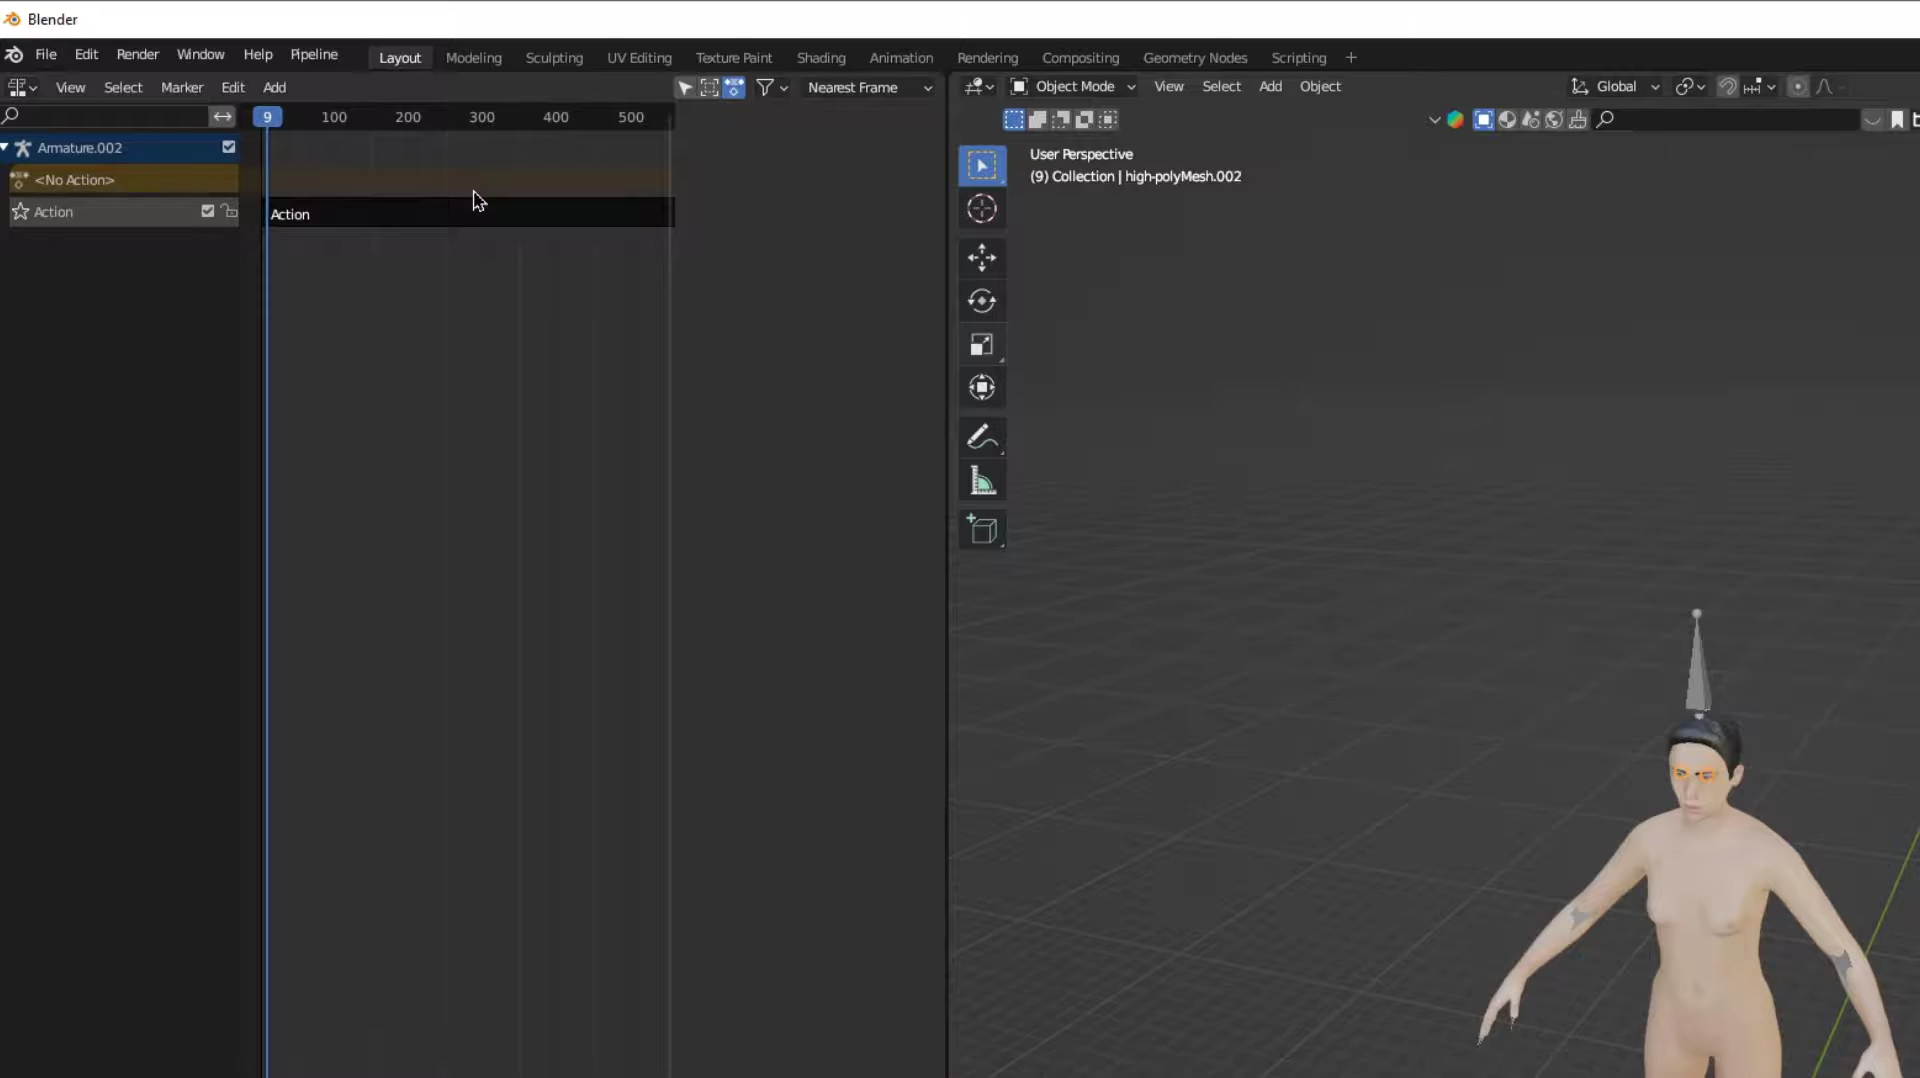 Blender
File Edit Render Window Help Pipeline Layout Modeling Sculpting UV Editing Texture Paint Shading Animation Rendering Compositing Geometry Nodes Scripting +
View Select Marker Edit Add Nearest Frame
Object Mode View Select Add Object Global
9 100 200 300 400 500
Armature.002
<No Action>
Action
Action
User Perspective
(9) Collection | high-polyMesh.002